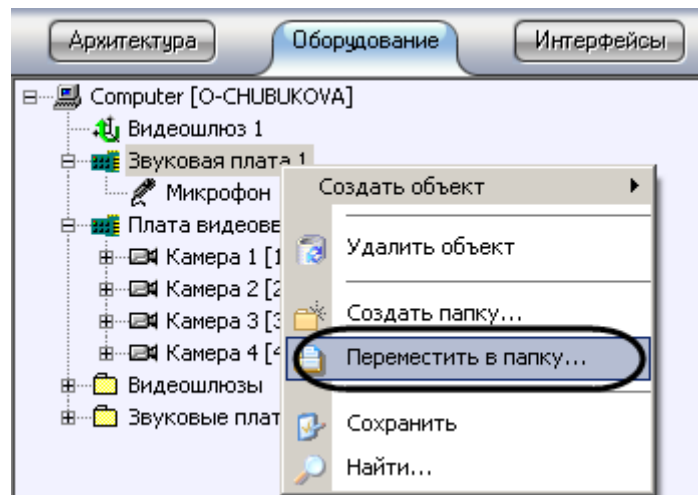 Архитектура Оборудование Интерфейсы
Computer [O-CHUBUKOVA]
Видеошлюз 1
Звуковая плата 1
Микрофон
Плата видеовв
Камера 1 [1
Камера 2 [2
Камера 3 [3
Камера 4 [4
Видеошлюзы
Звуковые плат
Создать объект
Удалить объект
Создать папку...
Переместить в папку...
Сохранить
Найти...